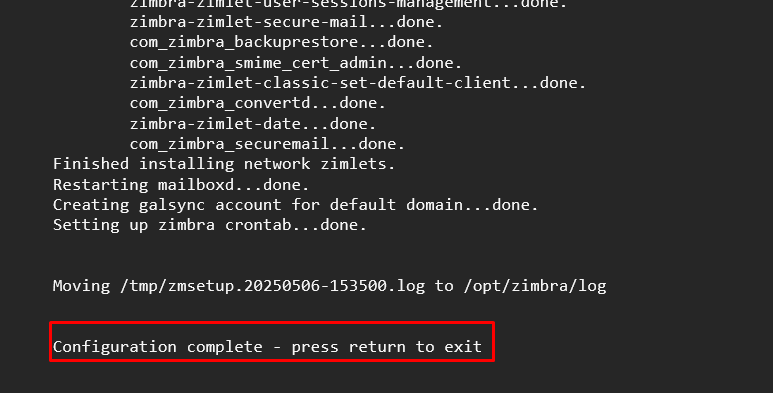 zimbra-zimlet-user-sessions-management...done.
zimbra-zimlet-secure-mail...done.
com_zimbra_backuprestore...done.
com_zimbra_smime_cert_admin...done.
zimbra-zimlet-classic-set-default-client...done.
com_zimbra_convertd...done.
zimbra-zimlet-date...done.
com_zimbra_securemail...done.
Finished installing network zimlets.
Restarting mailboxd...done.
Creating galsync account for default domain...done.
Setting up zimbra crontab...done.
Moving /tmp/zmsetup.20250506-153500.log to /opt/zimbra/log
Configuration complete - press return to exit